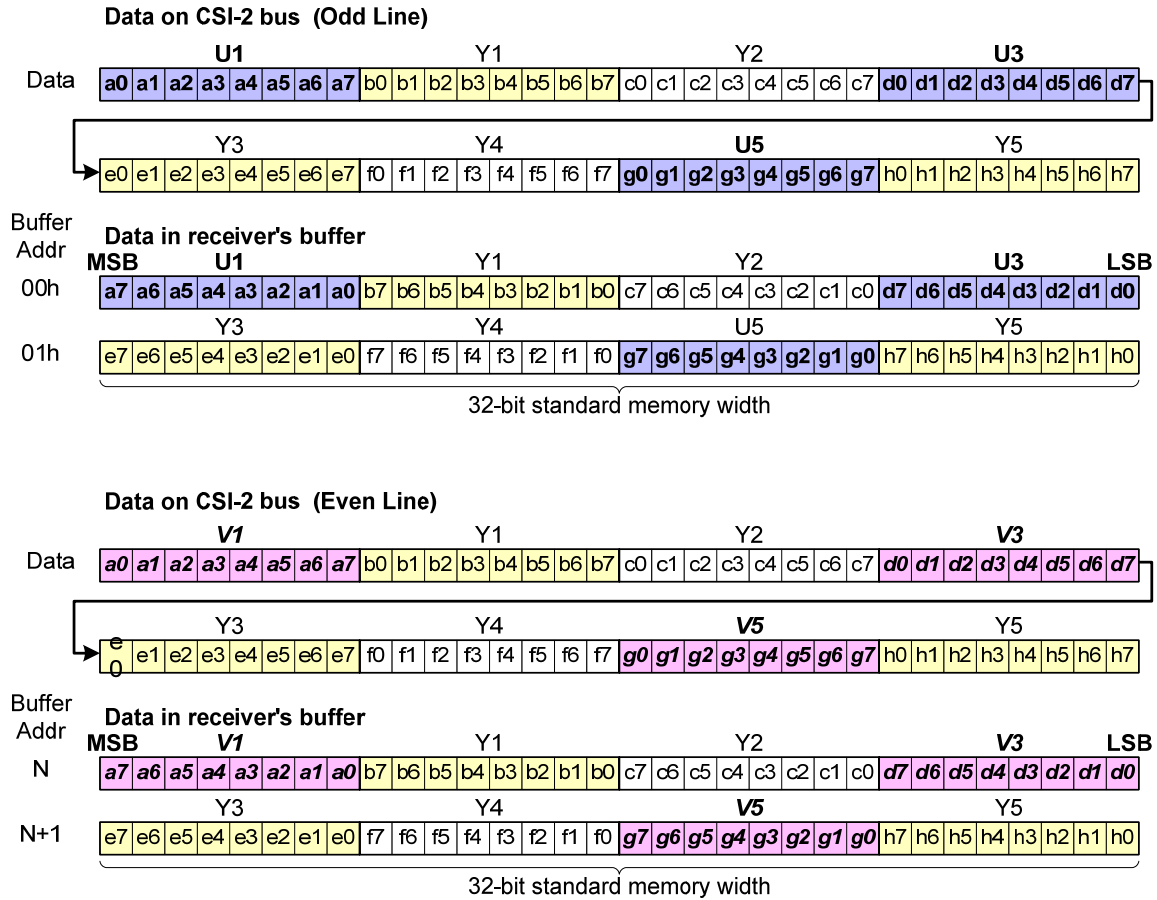 Data on CSI-2 bus (Odd Line)
U1 Y1 Y2 U3
Data a0 a1 a2 a3 a4 a5 a6 a7 b0 b1 b2 b3 b4 b5 b6 b7 c0 c1 c2 c3 c4 c5 c6 c7 d0 d1 d2 d3 d4 d5 d6 d7
Y3 Y4 U5 Y5
e0 e1 e2 e3 e4 e5 e6 e7 f0 f1 f2 f3 f4 f5 f6 f7 g0 g1 g2 g3 g4 g5 g6 g7 h0 h1 h2 h3 h4 h5 h6 h7
Buffer
Addr
Data in receiver's buffer
MSB U1 Y1 Y2 U3 LSB
00h a7 a6 a5 a4 a3 a2 a1 a0 b7 b6 b5 b4 b3 b2 b1 b0 c7 c6 c5 c4 c3 c2 c1 c0 d7 d6 d5 d4 d3 d2 d1 d0
Y3 Y4 U5 Y5
01h e7 e6 e5 e4 e3 e2 e1 e0 f7 f6 f5 f4 f3 f2 f1 f0 g7 g6 g5 g4 g3 g2 g1 g0 h7 h6 h5 h4 h3 h2 h1 h0
32-bit standard memory width
Data on CSI-2 bus (Even Line)
V1 Y1 Y2 V3
Data a0 a1 a2 a3 a4 a5 a6 a7 b0 b1 b2 b3 b4 b5 b6 b7 c0 c1 c2 c3 c4 c5 c6 c7 d0 d1 d2 d3 d4 d5 d6 d7
Y3 Y4 V5 Y5
e0 e1 e2 e3 e4 e5 e6 e7 f0 f1 f2 f3 f4 f5 f6 f7 g0 g1 g2 g3 g4 g5 g6 g7 h0 h1 h2 h3 h4 h5 h6 h7
Buffer
Addr
Data in receiver's buffer
MSB V1 Y1 Y2 V3 LSB
N a7 a6 a5 a4 a3 a2 a1 a0 b7 b6 b5 b4 b3 b2 b1 b0 c7 c6 c5 c4 c3 c2 c1 c0 d7 d6 d5 d4 d3 d2 d1 d0
Y3 Y4 V5 Y5
N+1 e7 e6 e5 e4 e3 e2 e1 e0 f7 f6 f5 f4 f3 f2 f1 f0 g7 g6 g5 g4 g3 g2 g1 g0 h7 h6 h5 h4 h3 h2 h1 h0
32-bit standard memory width